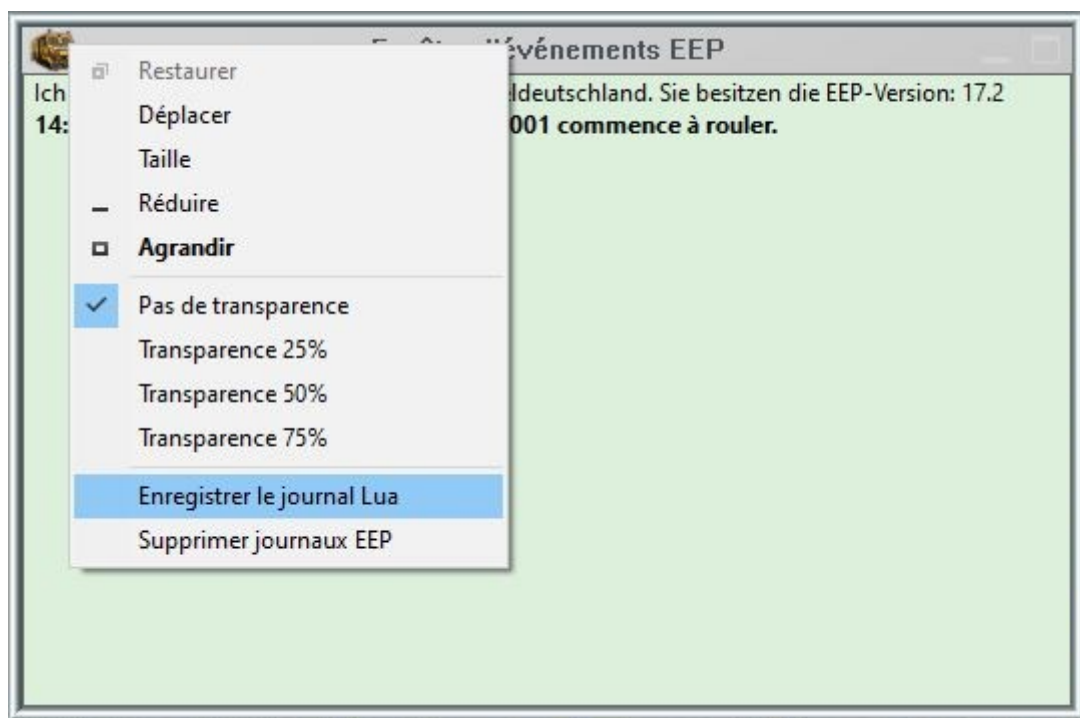 événements EEP
Ich
deutschland. Sie besitzen die EEP-Version: 17.2
14:
001 commence à rouler.
Restaurer
Déplacer
Taille
Réduire
Agrandir
Pas de transparence
Transparence 25%
Transparence 50%
Transparence 75%
Enregistrer le journal Lua
Supprimer journaux EEP